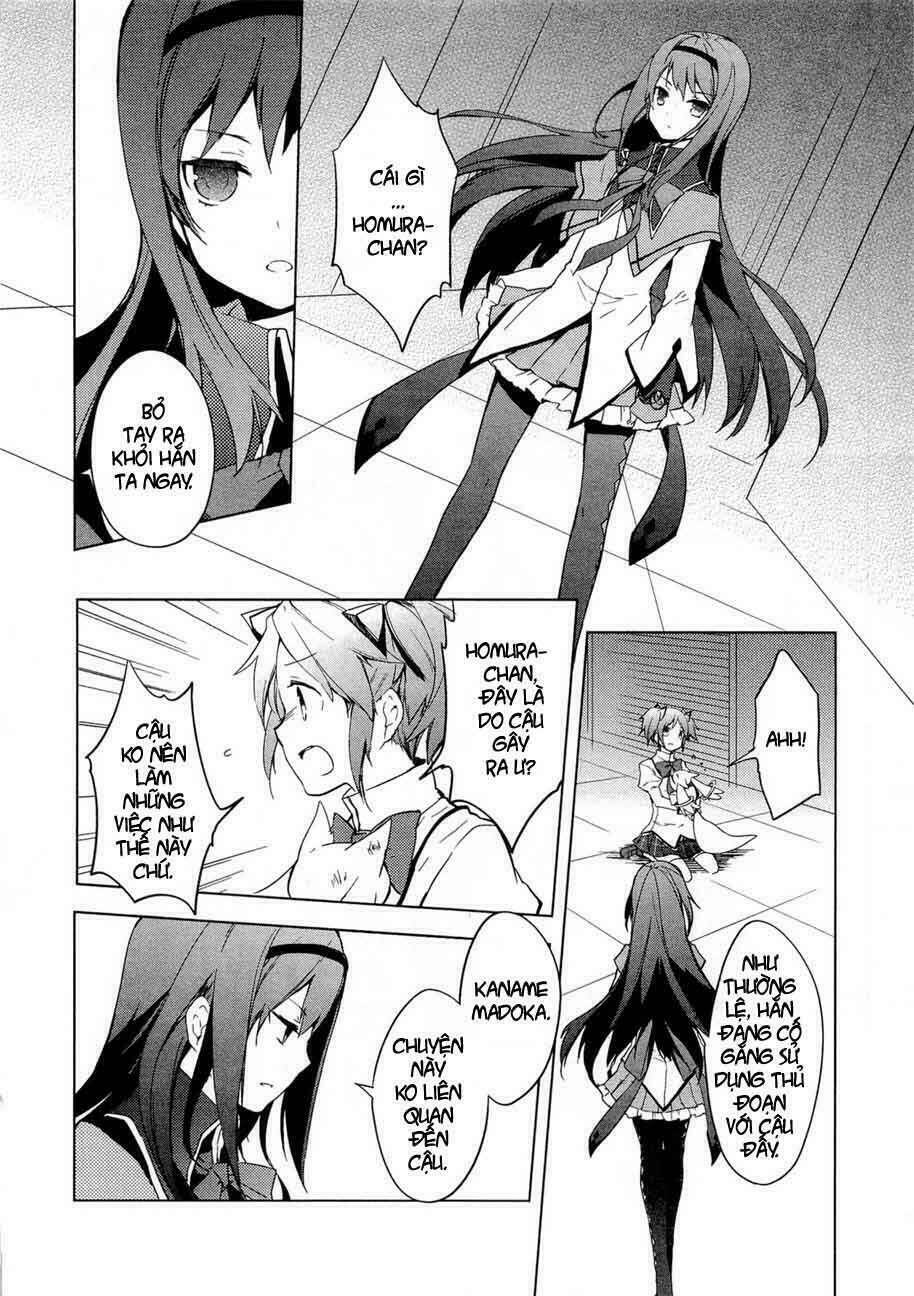 CÁI GÌ
...
HOMURA-
CHAN?
BỎ
TAY RA
KHỎI HẮN
TA NGAY.
AHH!
NHƯ
THƯỜNG
LỆ, HẮN
ĐANG CỐ
GẮNG SỬ
DỤNG THỦ
ĐOẠN
VỚI CẬU
ĐẤY.
HOMURA-
CHAN,
ĐÂY LÀ
DO CẬU
GÂY
RA Ư?
CẬU
KO NÊN
LÀM
NHỮNG
VIỆC NHƯ
THẾ NÀY
CHỨ.
KANAME
MADOKA.
CHUYỆN
NÀY
KO LIÊN
QUAN
ĐẾN
CẬU.